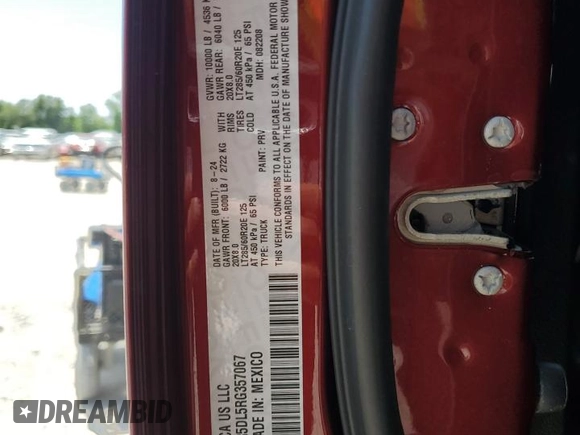 DATE OF MFR (BUILT): 8-24 GVWR: 10000 LB / 4536 K
GAWR FRONT: 6000 LB / 2722 KG GAWR REAR: 6040 LB /
20X8.0 WITH 20X8.0
LT285/60R20E 125 RIMS LT285/60R20E 125
AT 450 kPa / 65 PSI TIRES AT 450 kPa / 65 PSI
COLD
TYPE: TRUCK PAINT: PRV MDH: 082208
THIS VEHICLE CONFORMS TO ALL APPLICABLE U.S.A. FEDERAL MOTOR
STANDARDS IN EFFECT ON THE DATE OF MANUFACTURE SHOW
CA US LLC
5DL5RG357067
MADE IN: MEXICO
DAREDREAMER.COM